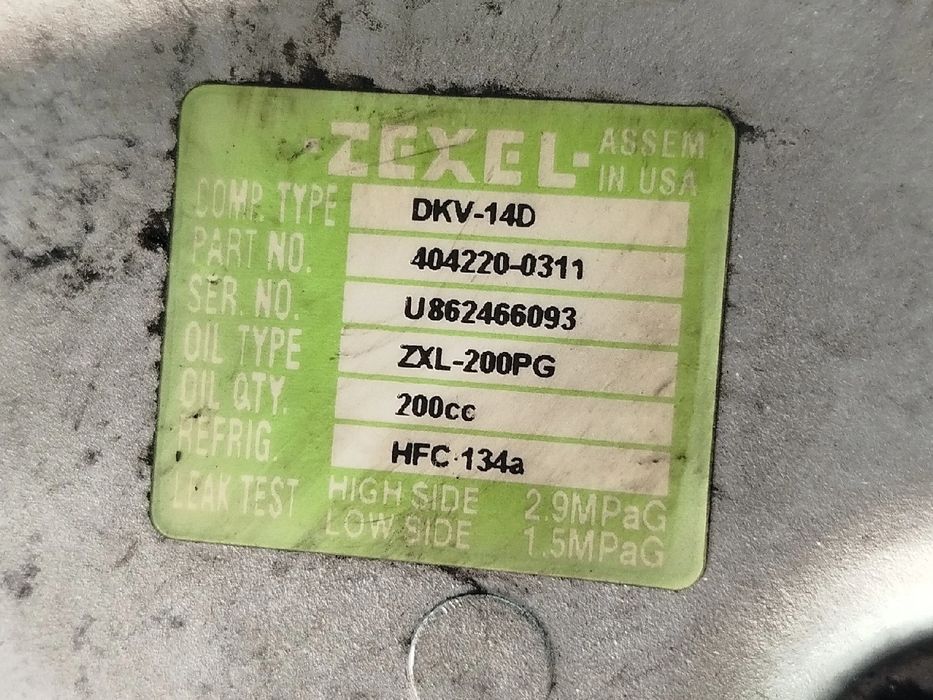 ZEXEL ASSEM IN USA
COMP. TYPE DKV-14D
PART NO. 404220-0311
SER. NO. U862466093
OIL TYPE ZXL-200PG
OIL QTY. 200cc
REFRIG. HFC-134a
LEAK TEST HIGH SIDE 2.9MPaG
LOW SIDE 1.5MPaG